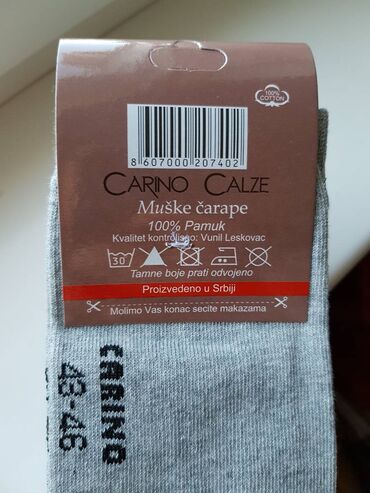 100%
COTTON
8 607000 207402
CARINO CALZE
Muške čarape
100% Pamuk
Kvalitet kontrolisao: Vunil Leskovac
30
Tamne boje prati odvojeno
Proizvedeno u Srbiji
Molimo Vas konac secite makazama
CARINO
43-46